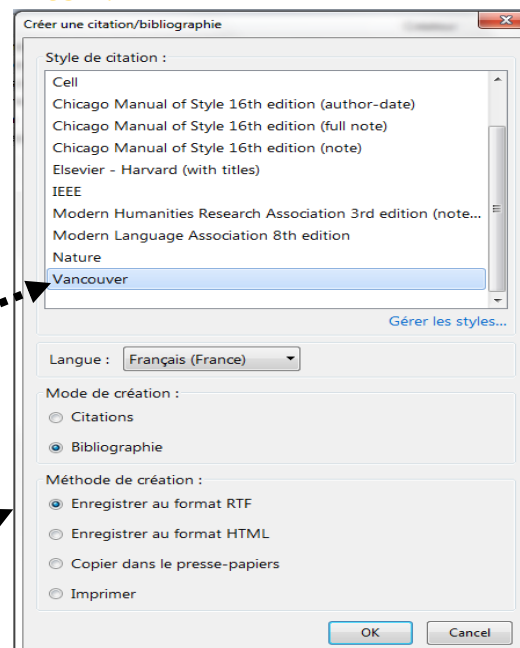 Créer une citation/bibliographie
Style de citation :
Cell
Chicago Manual of Style 16th edition (author-date)
Chicago Manual of Style 16th edition (full note)
Chicago Manual of Style 16th edition (note)
Elsevier - Harvard (with titles)
IEEE
Modern Humanities Research Association 3rd edition (note...
Modern Language Association 8th edition
Nature
Vancouver
Gérer les styles...
Langue : Français (France)
Mode de création :
Citations
Bibliographie
Méthode de création :
Enregistrer au format RTF
Enregistrer au format HTML
Copier dans le presse-papiers
Imprimer
OK Cancel